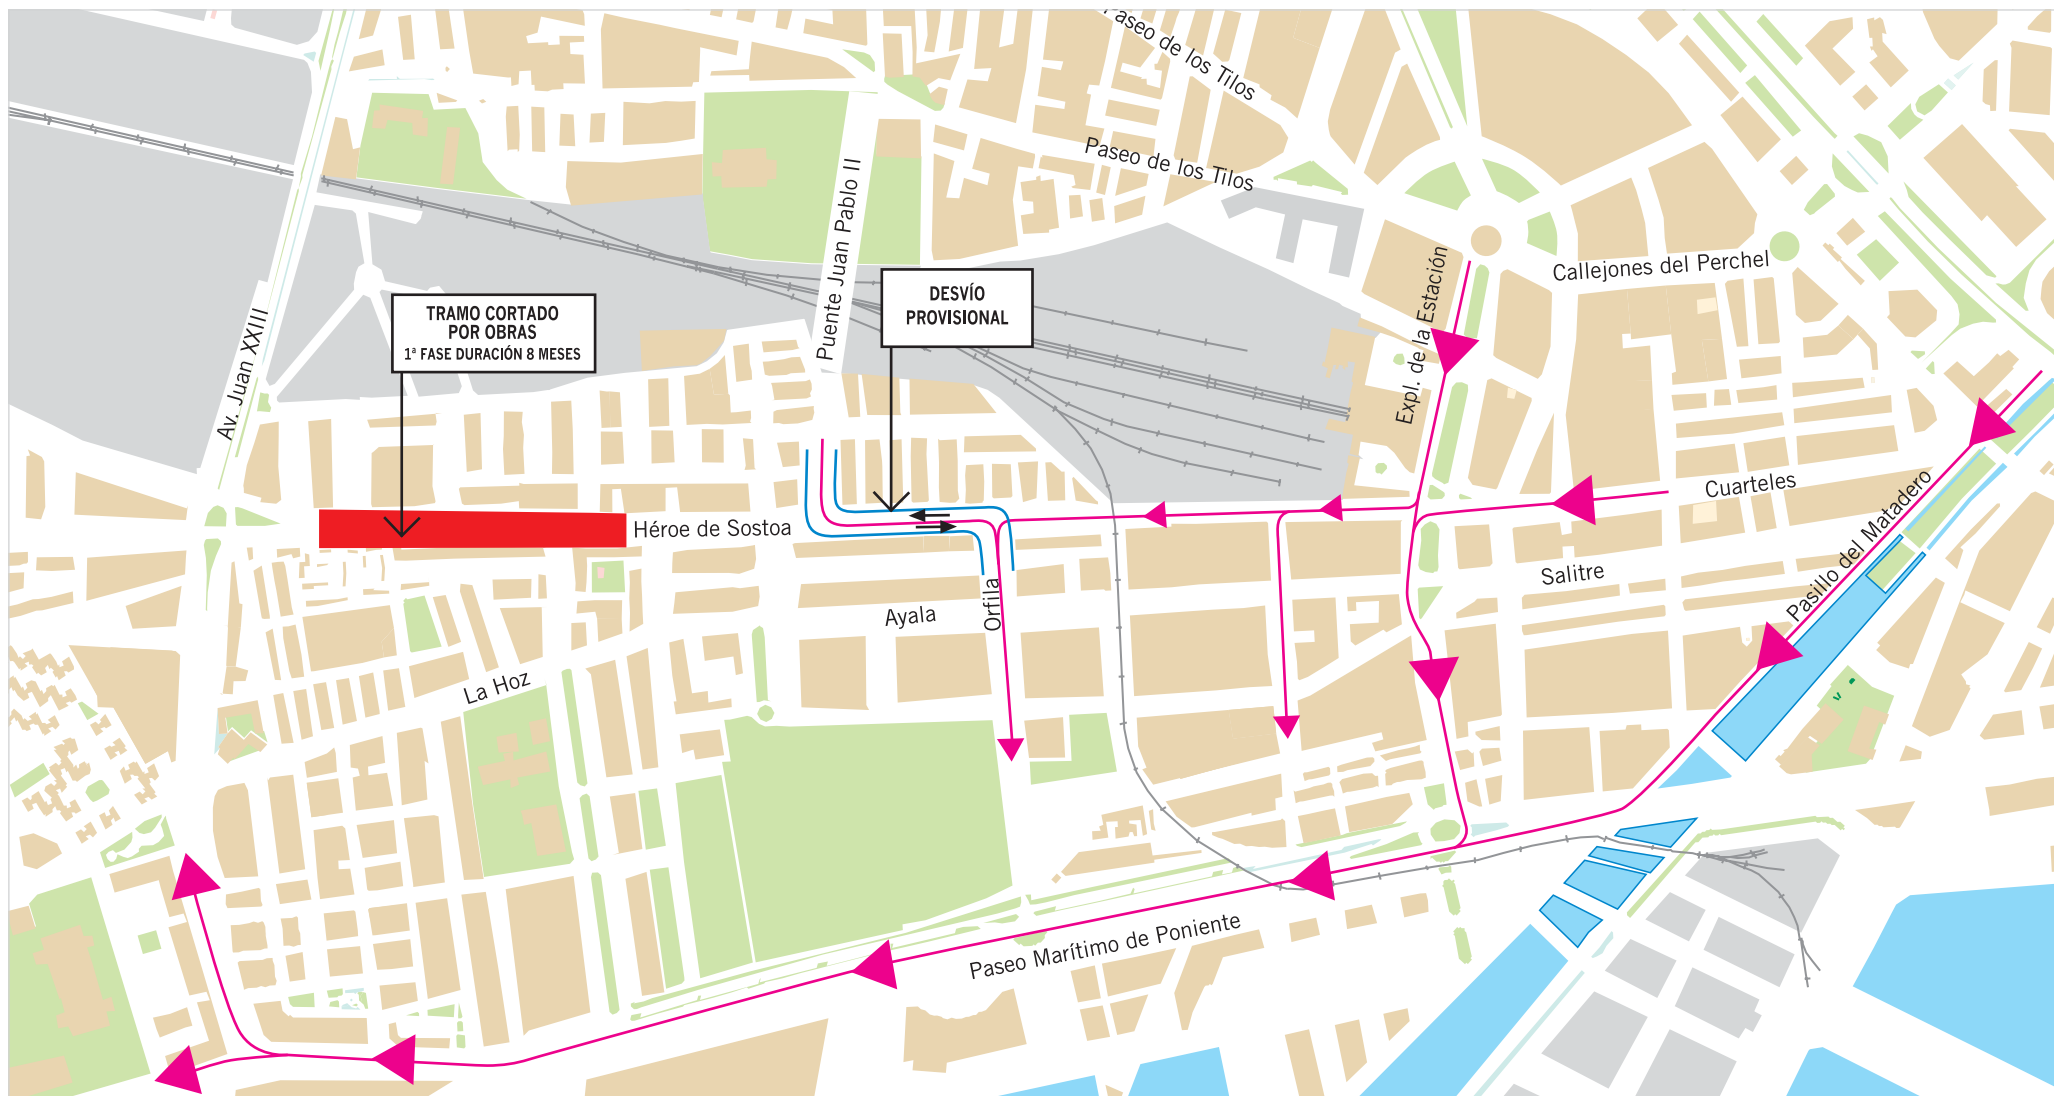 Paseo de los Tilos
Paseo de los Tilos
Puente Juan Pablo II
Callejones del Perchel
Expl. de la Estación
DESVÍO
PROVISIONAL
TRAMO CORTADO
POR OBRAS
1ª FASE DURACIÓN 8 MESES
Av. Juan XXIII
Cuarteles
Pasillo del Matadero
Héroe de Sostoa
Salitre
Orfila
Ayala
La Hoz
Paseo Marítimo de Poniente